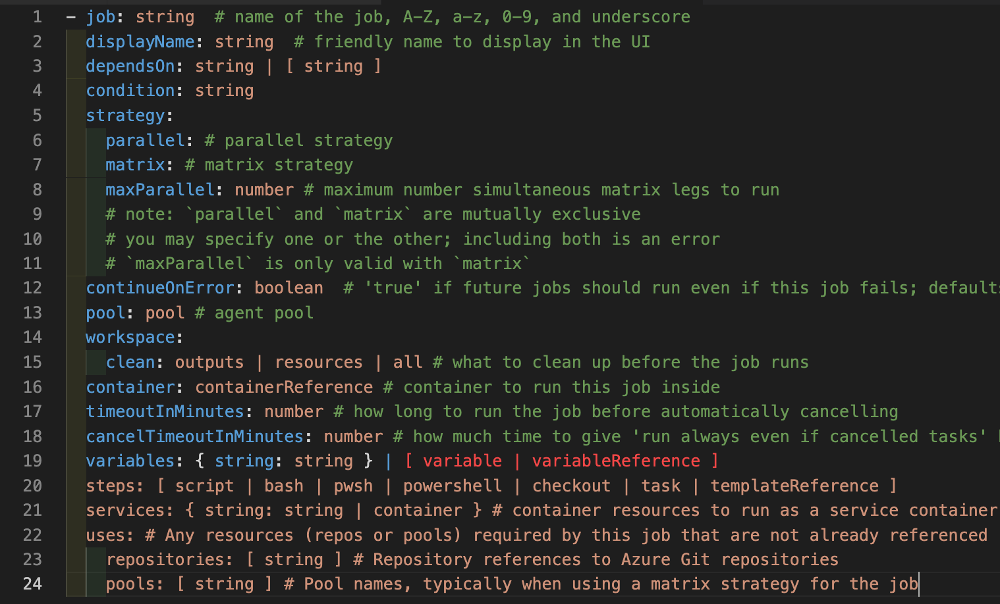 1 - job: string  # name of the job, A-Z, a-z, 0-9, and underscore
2   displayName: string  # friendly name to display in the UI
3   dependsOn: string | [ string ]
4   condition: string
5   strategy:
6     parallel: # parallel strategy
7     matrix: # matrix strategy
8     maxParallel: number # maximum number simultaneous matrix legs to run
9     # note: `parallel` and `matrix` are mutually exclusive
10     # you may specify one or the other; including both is an error
11     # `maxParallel` is only valid with `matrix`
12   continueOnError: boolean  # 'true' if future jobs should run even if this job fails; defaults
13   pool: pool # agent pool
14   workspace:
15     clean: outputs | resources | all # what to clean up before the job runs
16   container: containerReference # container to run this job inside
17   timeoutInMinutes: number # how long to run the job before automatically cancelling
18   cancelTimeoutInMinutes: number # how much time to give 'run always even if cancelled tasks'
19   variables: { string: string } | [ variable | variableReference ]
20   steps: [ script | bash | pwsh | powershell | checkout | task | templateReference ]
21   services: { string: string | container } # container resources to run as a service container
22   uses: # Any resources (repos or pools) required by this job that are not already referenced
23     repositories: [ string ] # Repository references to Azure Git repositories
24     pools: [ string ] # Pool names, typically when using a matrix strategy for the job